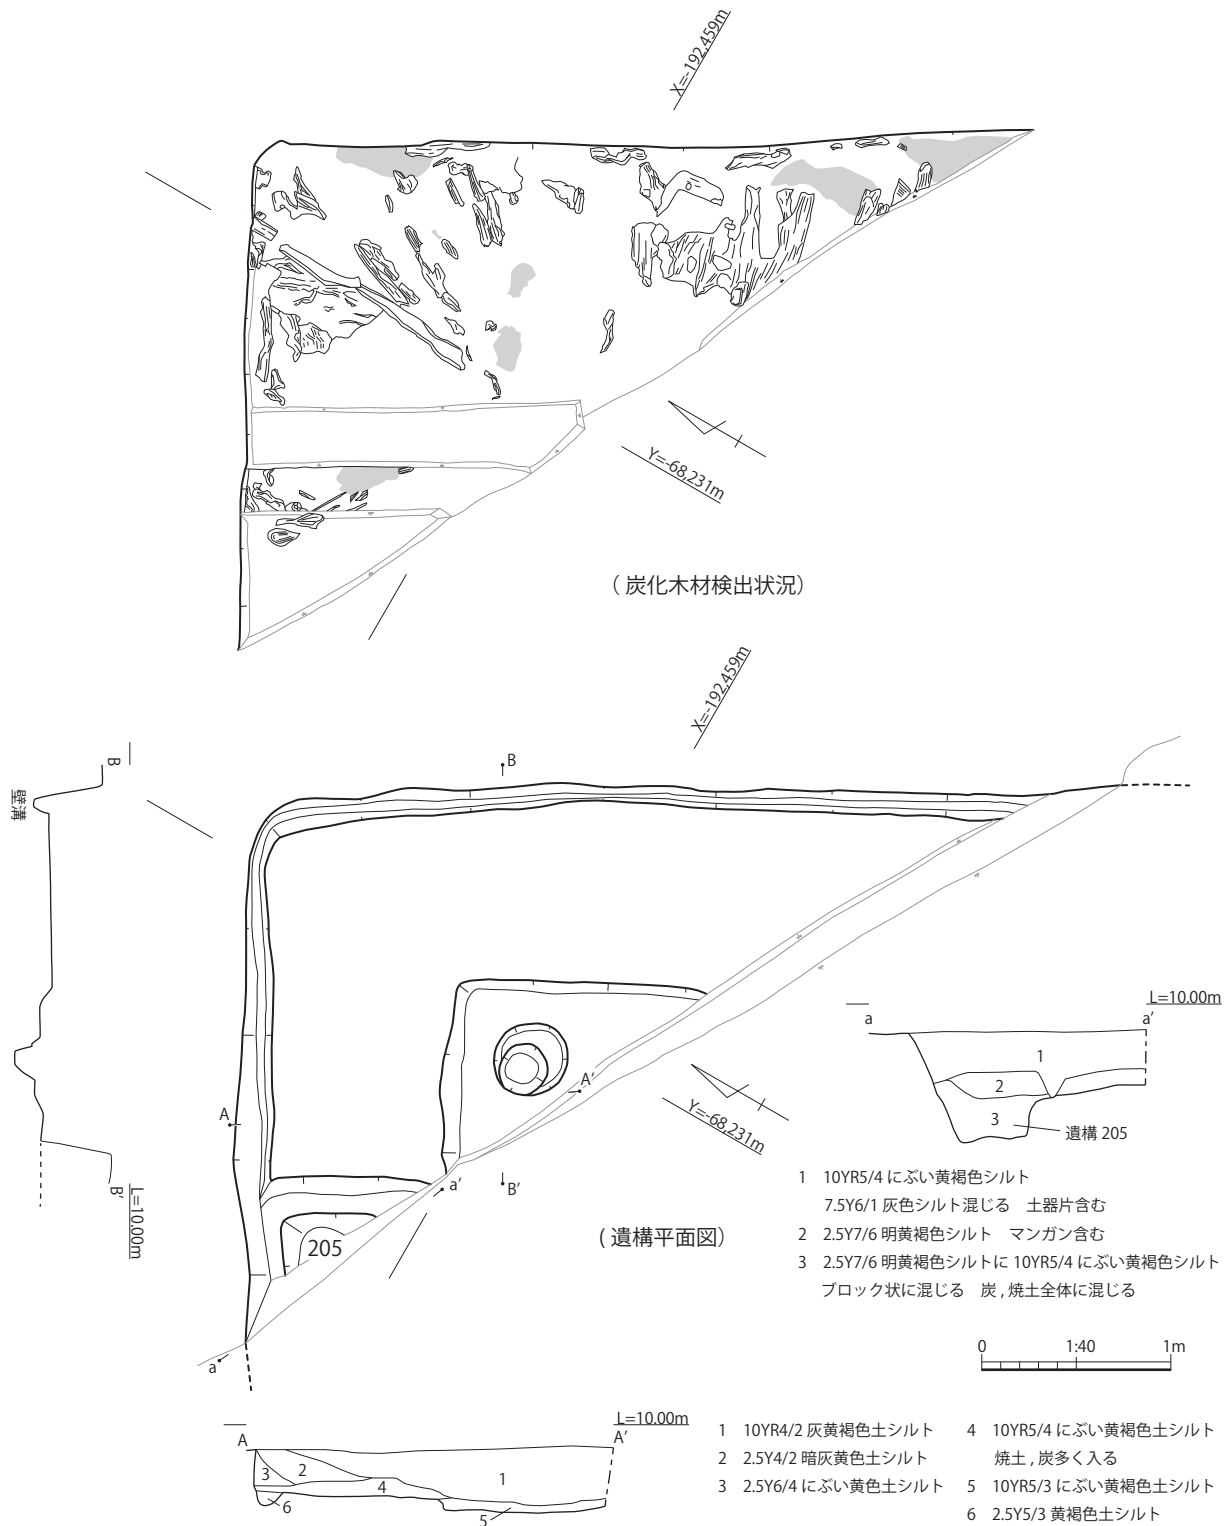 X=-192,459m
Y=-68,231m
（ 炭化木材検出状況）
X=-192,459m
B
B
壁溝
A
A′
L=10.00m
a
a′
1
2
3
遺構 205
Y=-68,231m
a′
B′
B′
L=10.00m
205
( 遺構平面図）
1 10YR5/4 にぶい黄褐色シルト
7.5Y6/1 灰色シルト混じる 土器片含む
2 2.5Y7/6 明黄褐色シルト マンガン含む
3 2.5Y7/6 明黄褐色シルトに 10YR5/4 にぶい黄褐色シルト
ブロック状に混じる 炭 , 焼土全体に混じる
a
0 1:40 1m
L=10.00m
A
A′
1
2
3
4
5
6
1 10YR4/2 灰黄褐色土シルト
2 2.5Y4/2 暗灰黄色土シルト
3 2.5Y6/4 にぶい黄色土シルト
4 10YR5/4 にぶい黄褐色土シルト
焼土 , 炭多く入る
5 10YR5/3 にぶい黄褐色土シルト
6 2.5Y5/3 黄褐色土シルト